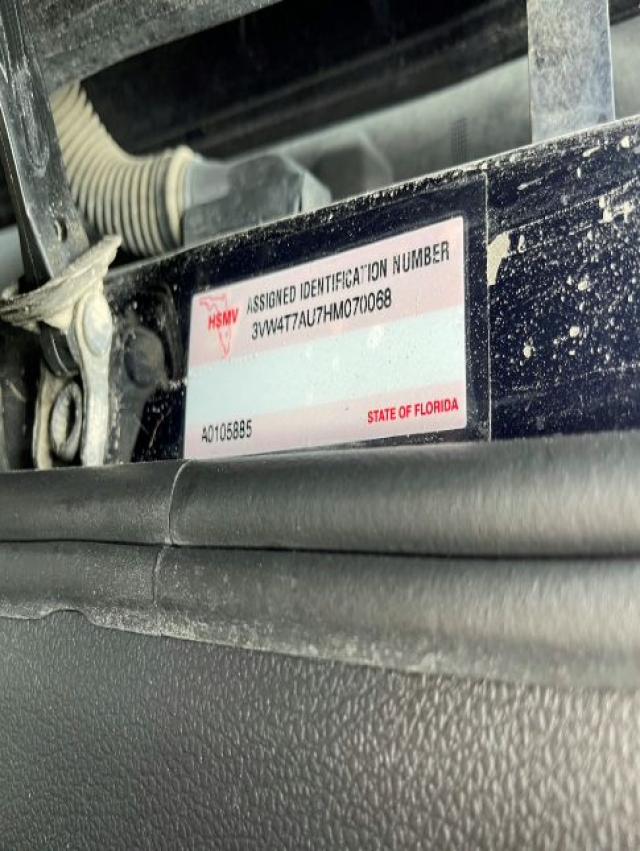 ASSIGNED IDENTIFICATION NUMBER
HSMV
3VW4T7AU7HM070068
A0105885
STATE OF FLORIDA